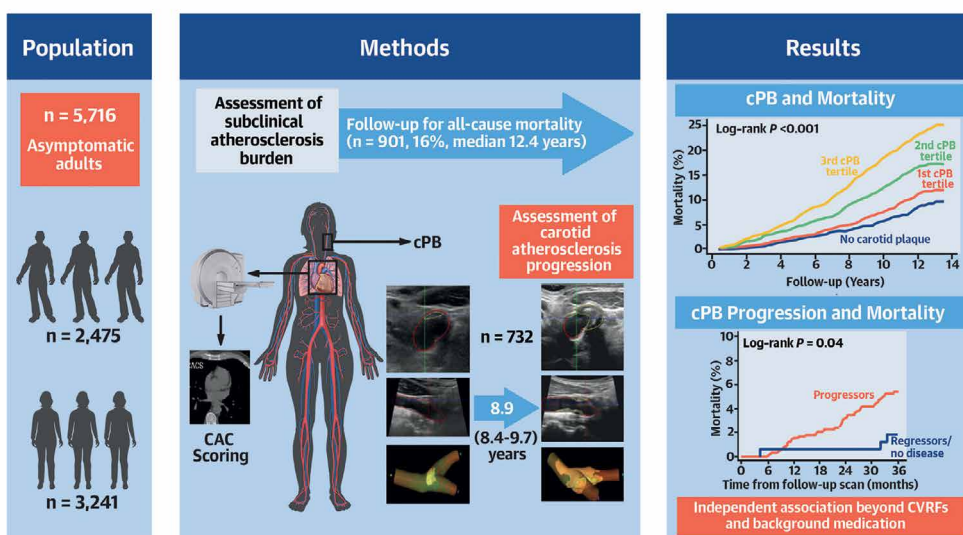 Population
n = 5,716
Asymptomatic
adults
n = 2,475
n = 3,241
Methods
Assessment of
subclinical
atherosclerosis
burden
Follow-up for all-cause mortality
(n = 901, 16%, median 12.4 years)
cPB
Assessment of
carotid
atherosclerosis
progression
CACS
CAC
Scoring
n = 732
8.9
(8.4-9.7)
years
Results
cPB and Mortality
Log-rank P <0.001
Mortality (%)
25
20
15
10
5
0
3rd cPB
tertile
2nd cPB
tertile
1st cPB
tertile
No carotid plaque
0 2 4 6 8 10 12 14
Follow-up (Years)
cPB Progression and Mortality
Log-rank P = 0.04
Mortality (%)
10
8
6
4
2
0
Progressors
Regressors/
no disease
0 6 12 18 24 30 36
Time from follow-up scan (months)
Independent association beyond CVRFs
and background medication